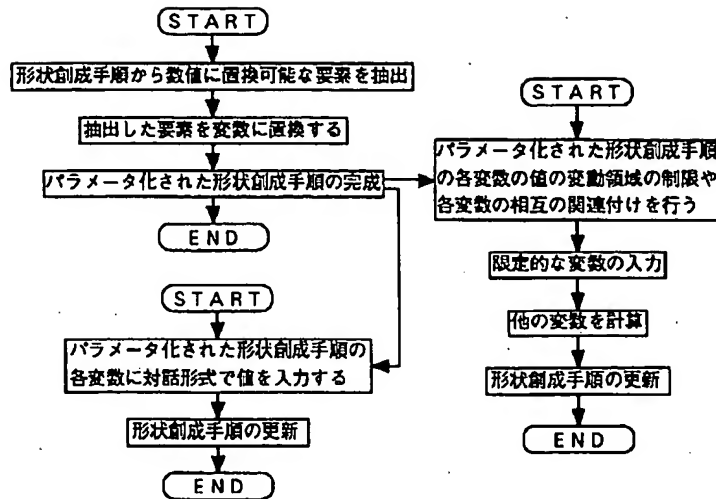 START
形状創成手順から数値に置換可能な要素を抽出
抽出した要素を変数に置換する
パラメータ化された形状創成手順の完成
END
START
パラメータ化された形状創成手順の
各変数に対話形式で値を入力する
形状創成手順の更新
END
START
パラメータ化された形状創成手順
の各変数の値の変動領域の制限や
各変数の相互の関連付けを行う
限定的な変数の入力
他の変数を計算
形状創成手順の更新
END